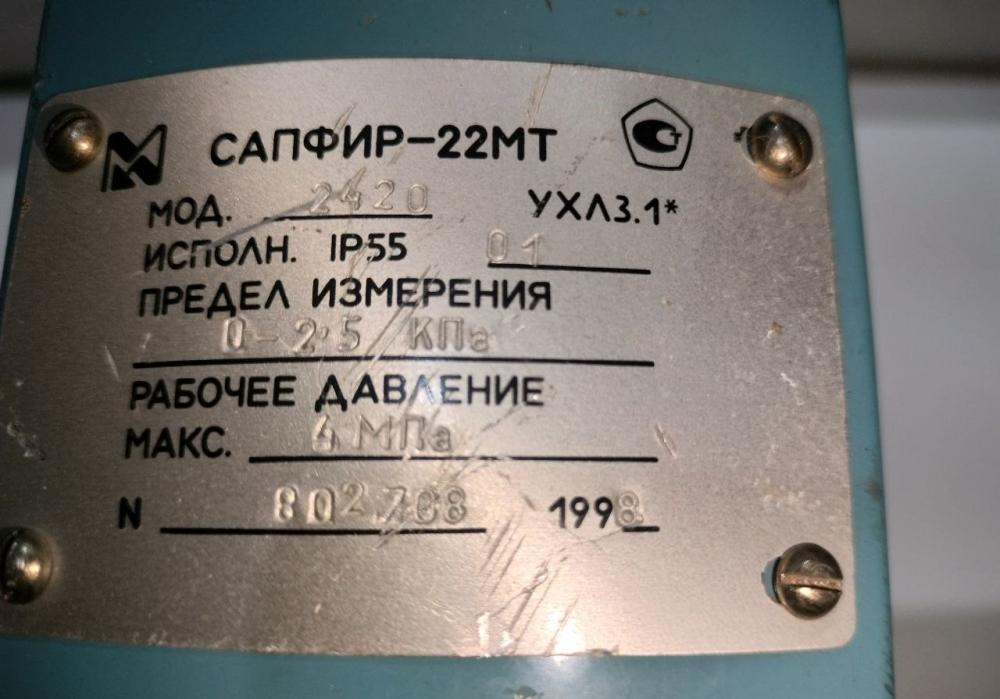 САПФИР-22МТ
МОД. 2420 УХЛ3.1*
ИСПОЛН. IP55 01
ПРЕДЕЛ ИЗМЕРЕНИЯ
0-2.5 КПа
РАБОЧЕЕ ДАВЛЕНИЕ
МАКС. 4 МПа
N 802788 1998